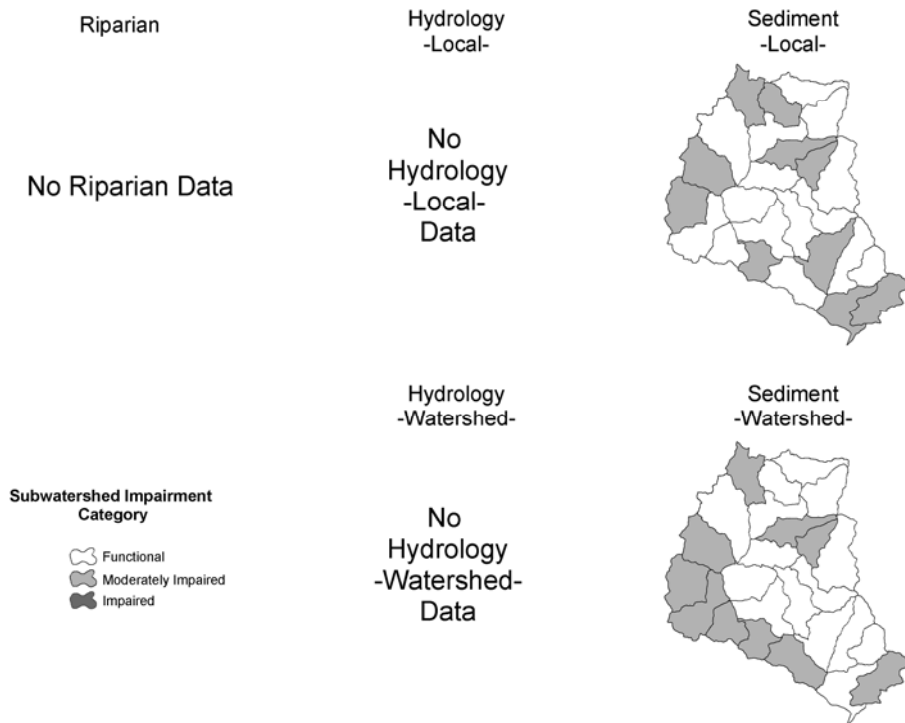 Riparian
Hydrology
-Local-
Sediment
-Local-
No Riparian Data
No
Hydrology
-Local-
Data
Hydrology
-Watershed-
Sediment
-Watershed-
Subwatershed Impairment
Category
Functional
Moderately Impaired
Impaired
No
Hydrology
-Watershed-
Data